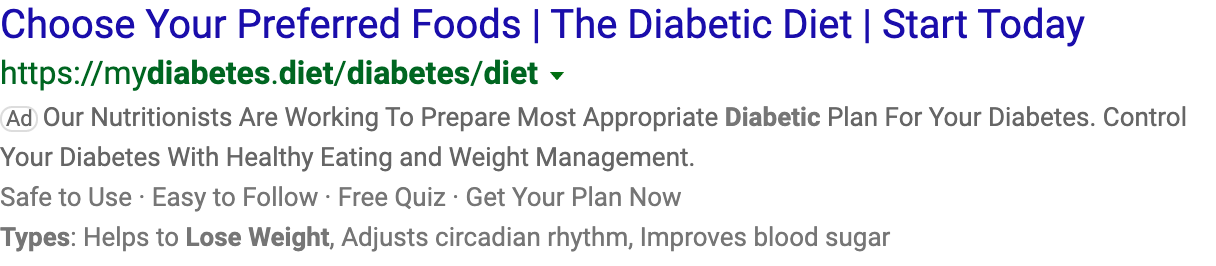 Choose Your Preferred Foods | The Diabetic Diet | Start Today
https://mydiabetes.diet/diabetes/diet
Ad Our Nutritionists Are Working To Prepare Most Appropriate Diabetic Plan For Your Diabetes. Control
Your Diabetes With Healthy Eating and Weight Management.
Safe to Use · Easy to Follow · Free Quiz · Get Your Plan Now
Types: Helps to Lose Weight, Adjusts circadian rhythm, Improves blood sugar